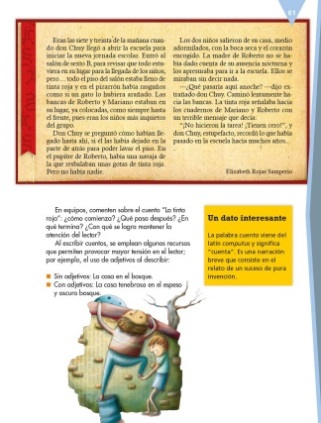 41
Eran las siete y treinta de la mañana cuan-
do don Chuy llegó a abrir la escuela para
iniciar la nueva jornada escolar. Entró al
salón de sexto B, para revisar que todo estu-
viera en su lugar para la llegada de los niños,
pero... todo el piso del salón estaba lleno de
tinta roja y en el pizarrón había rasguños
como si un gato lo hubiera arañado. Las
bancas de Roberto y Mariano estaban en
su lugar, ya colocadas, como siempre hasta
el frente, pues eran los niños más inquietos
del grupo.
Don Chuy se preguntó cómo habían lle-
gado hasta ahí, si él las había dejado en la
parte de atrás para poder lavar el piso. En
el pupitre de Roberto, había una navaja de
la que resbalaban unas gotas de tinta roja.
Pero no había nadie.
Los dos niños salieron de su casa, medio
adormilados, con la boca seca y el corazón
encogido. La madre de Roberto no se ha-
bía dado cuenta de su ausencia nocturna y
los apresuraba para ir a la escuela. Ellos se
miraban sin decir nada.
—¿Qué pasaría aquí anoche? —dijo ex-
trañado don Chuy. Caminó lentamente ha-
cia las bancas. La tinta roja señalaba hacia
los cuadernos de Mariano y Roberto con
un terrible mensaje que decía:
"¡No hicieron la tarea! ¡Tienen cero!", y
don Chuy, estupefacto, recordó lo que había
pasado en la escuela hacía muchos años...
Elizabeth Rojas Samperio
En equipos, comenten sobre el cuento "La tinta
roja": ¿cómo comienza? ¿Qué pasa después? ¿En
qué termina? ¿Con qué se logra mantener la
atención del lector?
Al escribir cuentos, se emplean algunos recursos
que permiten provocar mayor tensión en el lector;
por ejemplo, el uso de adjetivos al describir:
Sin adjetivos: La casa en el bosque.
Con adjetivos: La casa tenebrosa en el espeso
y oscuro bosque.
Un dato interesante
La palabra cuento viene del
latín computus y significa
"cuenta". Es una narración
breve que consiste en el
relato de un suceso de pura
invención.